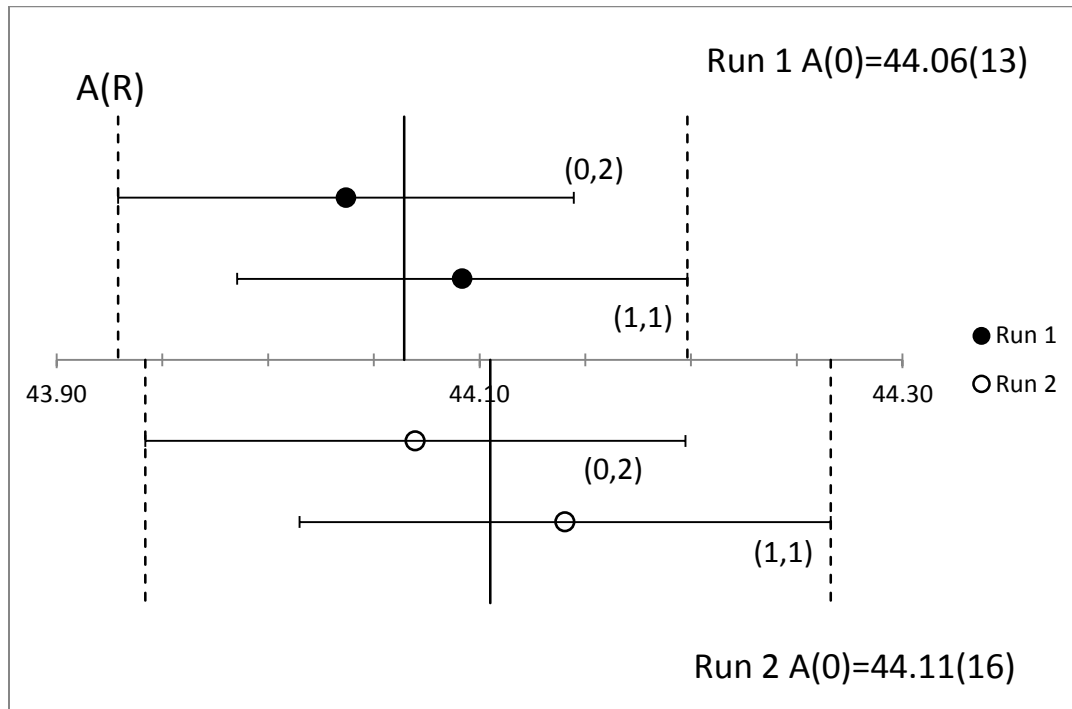 Run 1 A(0)=44.06(13)
A(R)
(0,2)
(1,1)
Run 1
Run 2
43.90 44.10 44.30
(0,2)
(1,1)
Run 2 A(0)=44.11(16)